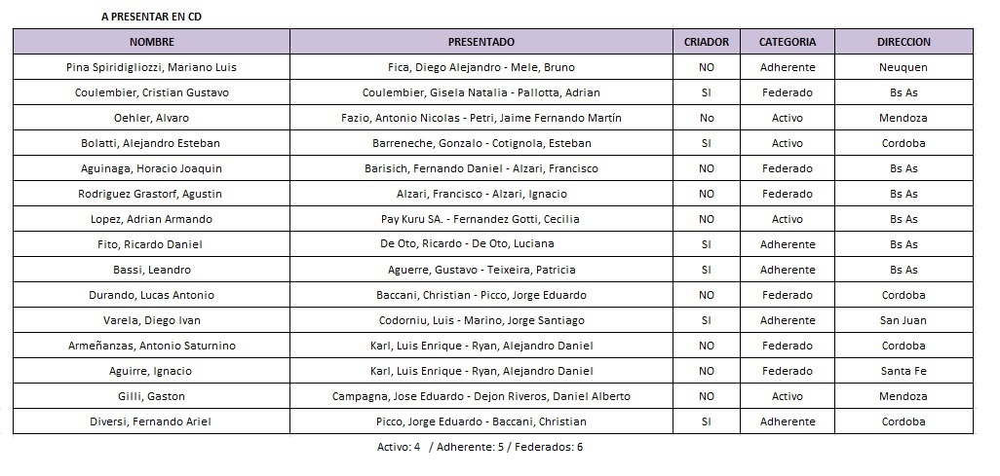 A PRESENTAR EN CD
NOMBRE PRESENTADO CRIADOR CATEGORIA DIRECCION
Pina Spiridigliozzi, Mariano Luis Fica, Diego Alejandro - Mele, Bruno NO Adherente Neuquen
Coulembier, Cristian Gustavo Coulembier, Gisela Natalia - Pallotta, Adrian SI Federado Bs As
Oehler, Alvaro Fazio, Antonio Nicolas - Petri, Jaime Fernando Martín No Activo Mendoza
Bolatti, Alejandro Esteban Barreneche, Gonzalo - Cotignola, Esteban SI Activo Cordoba
Aguinaga, Horacio Joaquin Barisich, Fernando Daniel - Alzari, Francisco NO Federado Bs As
Rodriguez Grastorf, Agustin Alzari, Francisco - Alzari, Ignacio NO Federado Bs As
Lopez, Adrian Armando Pay Kuru SA. - Fernandez Gotti, Cecilia NO Activo Bs As
Fito, Ricardo Daniel De Oto, Ricardo - De Oto, Luciana SI Adherente Bs As
Bassi, Leandro Aguerre, Gustavo - Teixeira, Patricia SI Adherente Bs As
Durando, Lucas Antonio Baccani, Christian - Picco, Jorge Eduardo NO Federado Cordoba
Varela, Diego Ivan Codorniu, Luis - Marino, Jorge Santiago SI Adherente San Juan
Armeñanzas, Antonio Saturnino Karl, Luis Enrique - Ryan, Alejandro Daniel NO Federado Cordoba
Aguirre, Ignacio Karl, Luis Enrique - Ryan, Alejandro Daniel NO Federado Santa Fe
Gilli, Gaston Campagna, Jose Eduardo - Dejon Riveros, Daniel Alberto NO Activo Mendoza
Diversi, Fernando Ariel Picco, Jorge Eduardo - Baccani, Christian SI Adherente Cordoba
Activo: 4 / Adherente: 5 / Federados: 6